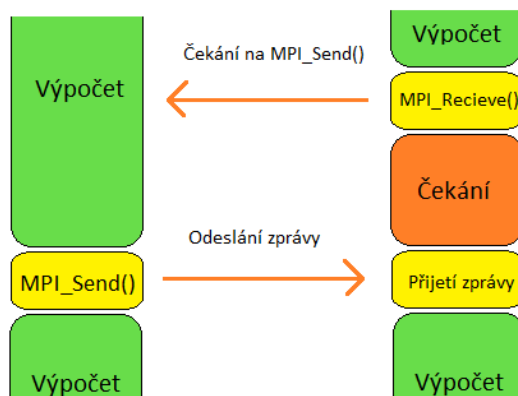 Výpočet
Čekání na MPI_Send()
Výpočet
MPI_Recieve()
Čekání
Odeslání zprávy
MPI_Send()
Přijetí zprávy
Výpočet
Výpočet